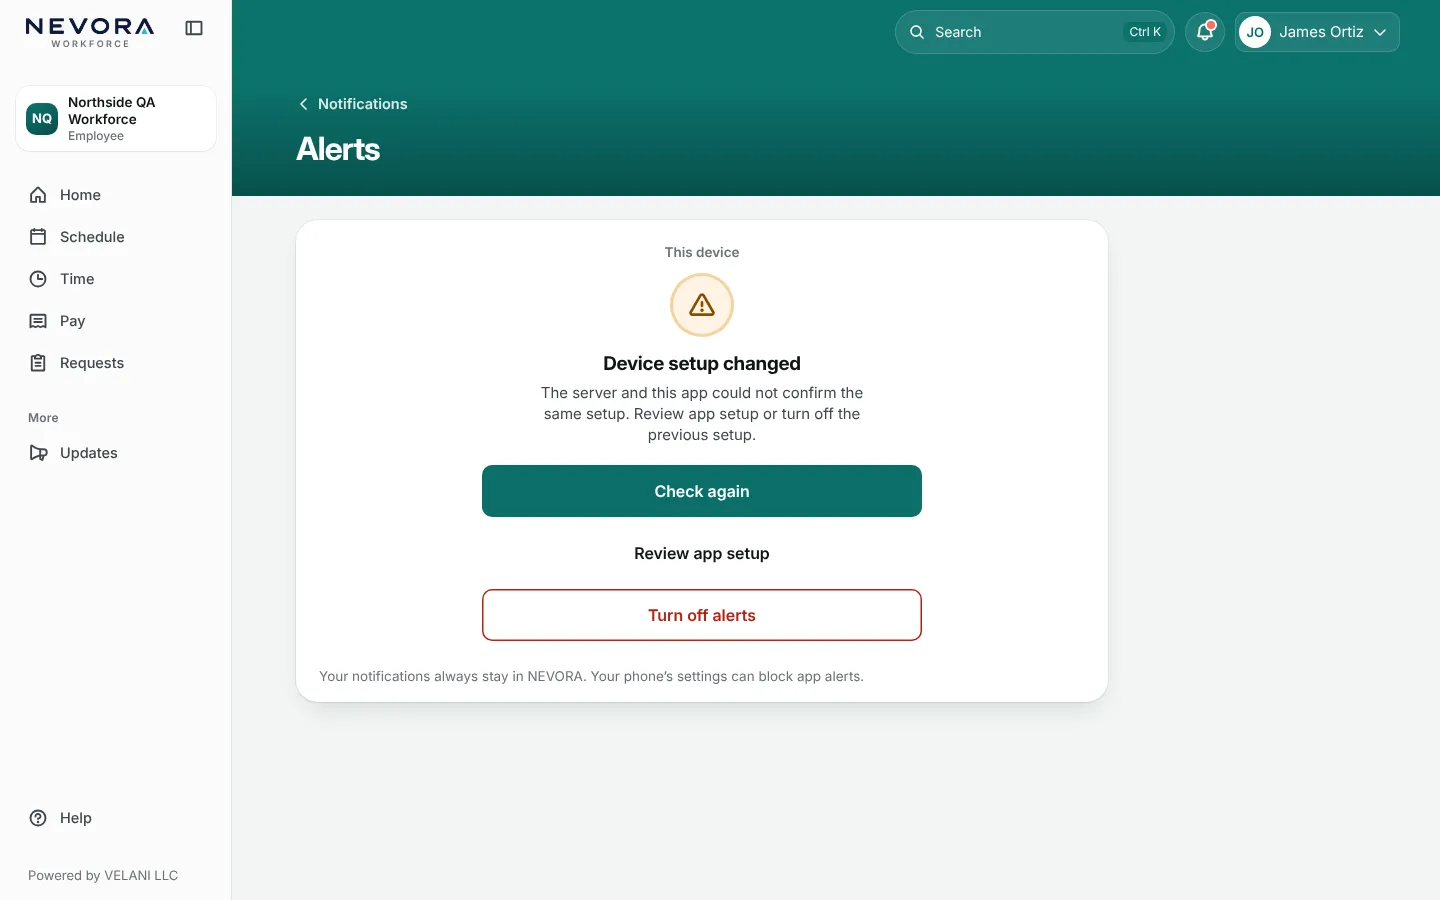 NEVORA
WORKFORCE
NQ
Northside QA
Workforce
Employee
Home
Schedule
Time
Pay
Requests
More
Updates
Help
Powered by VELANI LLC
Search
Ctrl K
JO
James Ortiz
Notifications
Alerts
This device
Device setup changed
The server and this app could not confirm the
same setup. Review app setup or turn off the
previous setup.
Check again
Review app setup
Turn off alerts
Your notifications always stay in NEVORA. Your phone’s settings can block app alerts.